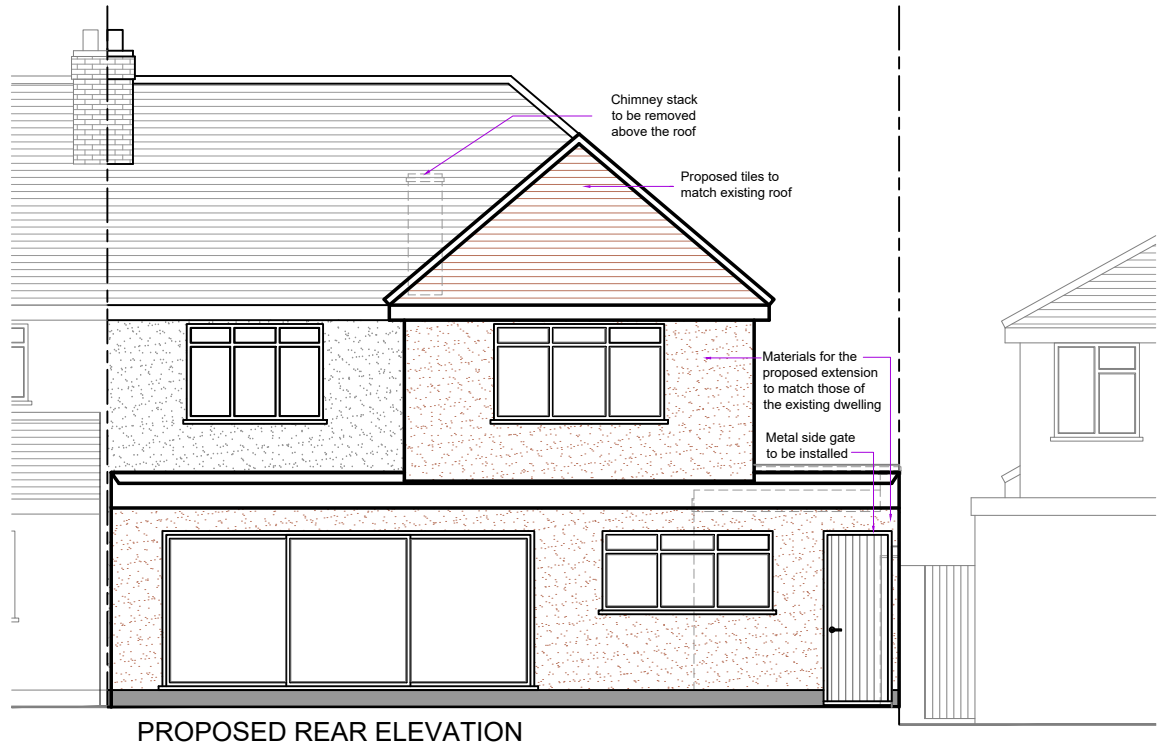 Chimney stack
to be removed
above the roof
Proposed tiles to
match existing roof
Materials for the
proposed extension
to match those of
the existing dwelling
Metal side gate
to be installed
PROPOSED REAR ELEVATION